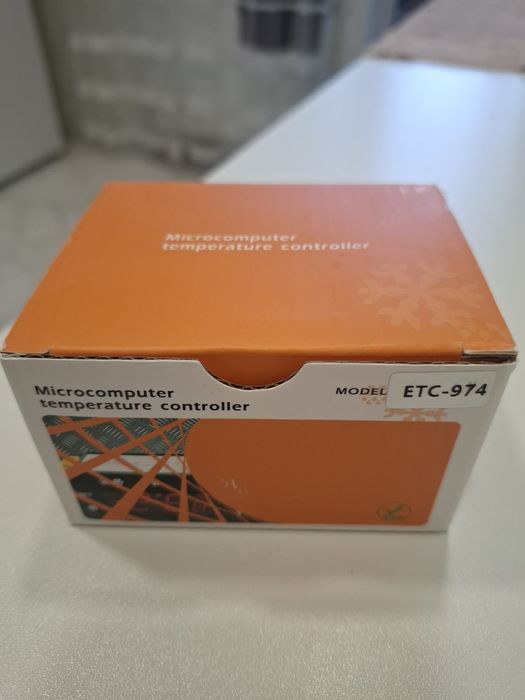 Microcomputer
temperature controller
Microcomputer
temperature controller
MODEL
ETC-974